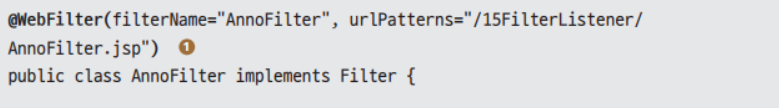 @WebFilter(filterName="AnnoFilter", urlPatterns="/15FilterListener/
AnnoFilter.jsp") ❶
public class AnnoFilter implements Filter {